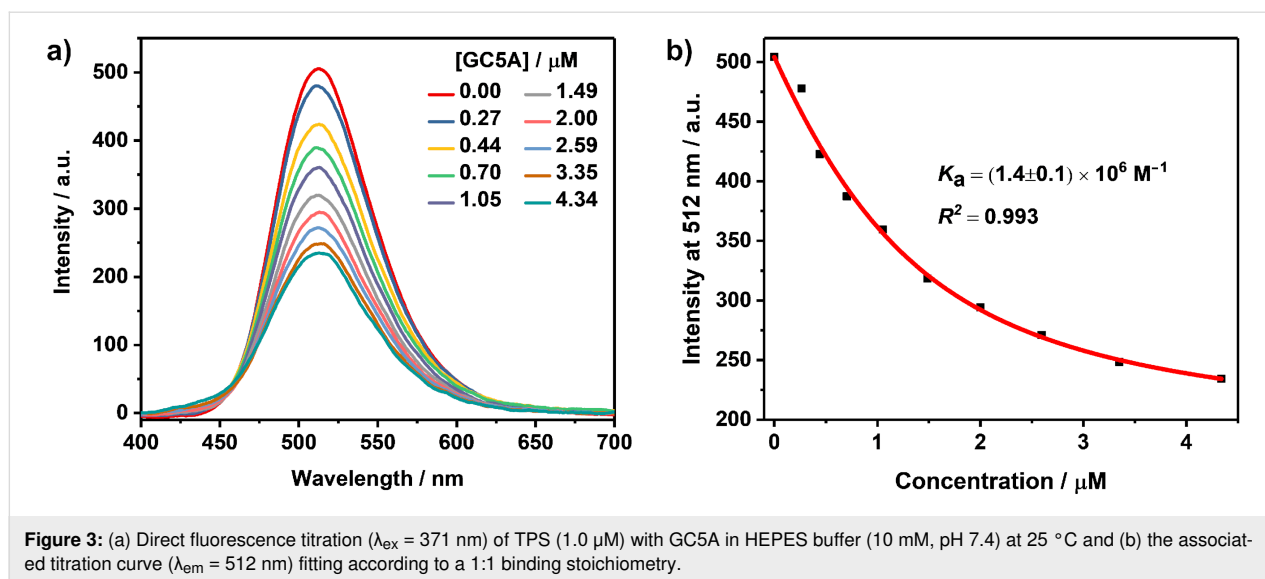 a)
[GC5A] / μM
0.00 1.49
0.27 2.00
0.44 2.59
0.70 3.35
1.05 4.34
500
400
300
200
100
0
Intensity / a.u.
400 450 500 550 600 650 700
Wavelength / nm
b)
Kₐ = (1.4±0.1) × 10⁶ M⁻¹
R² = 0.993
500
450
400
350
300
250
200
Intensity at 512 nm / a.u.
0 1 2 3 4
Concentration / μM
Figure 3: (a) Direct fluorescence titration (λex = 371 nm) of TPS (1.0 µM) with GC5A in HEPES buffer (10 mM, pH 7.4) at 25 °C and (b) the associat-
ed titration curve (λem = 512 nm) fitting according to a 1:1 binding stoichiometry.